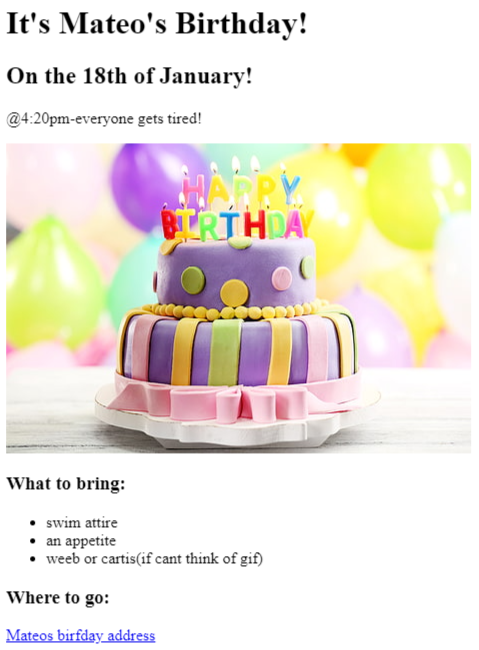 It's Mateo's Birthday!
On the 18th of January!
@4:20pm-everyone gets tired!
HAPPY
BIRTHDAY
What to bring:
swim attire
an appetite
weeb or cartis(if cant think of gif)
Where to go:
Mateos birfday address